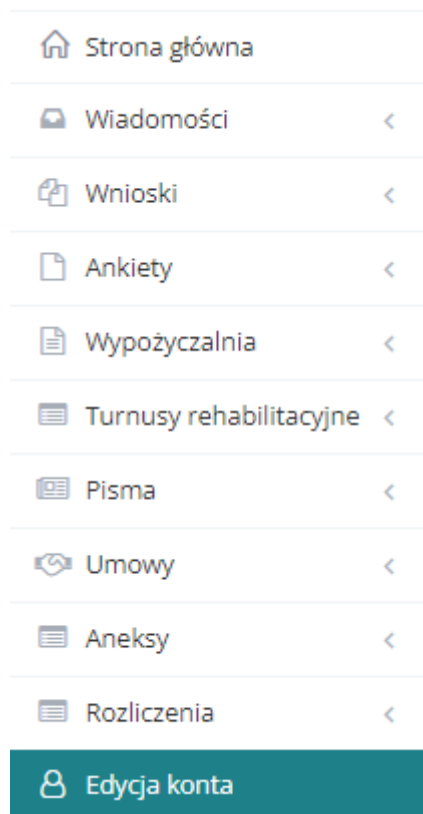 Strona główna
Wiadomości
Wnioski
Ankiety
Wypożyczalnia
Turnusy rehabilitacyjne
Pisma
Umowy
Aneksy
Rozliczenia
Edycja konta